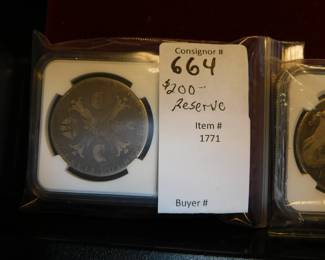 Consignor #
664
$200--
Reserve
Item #
1771
Buyer #